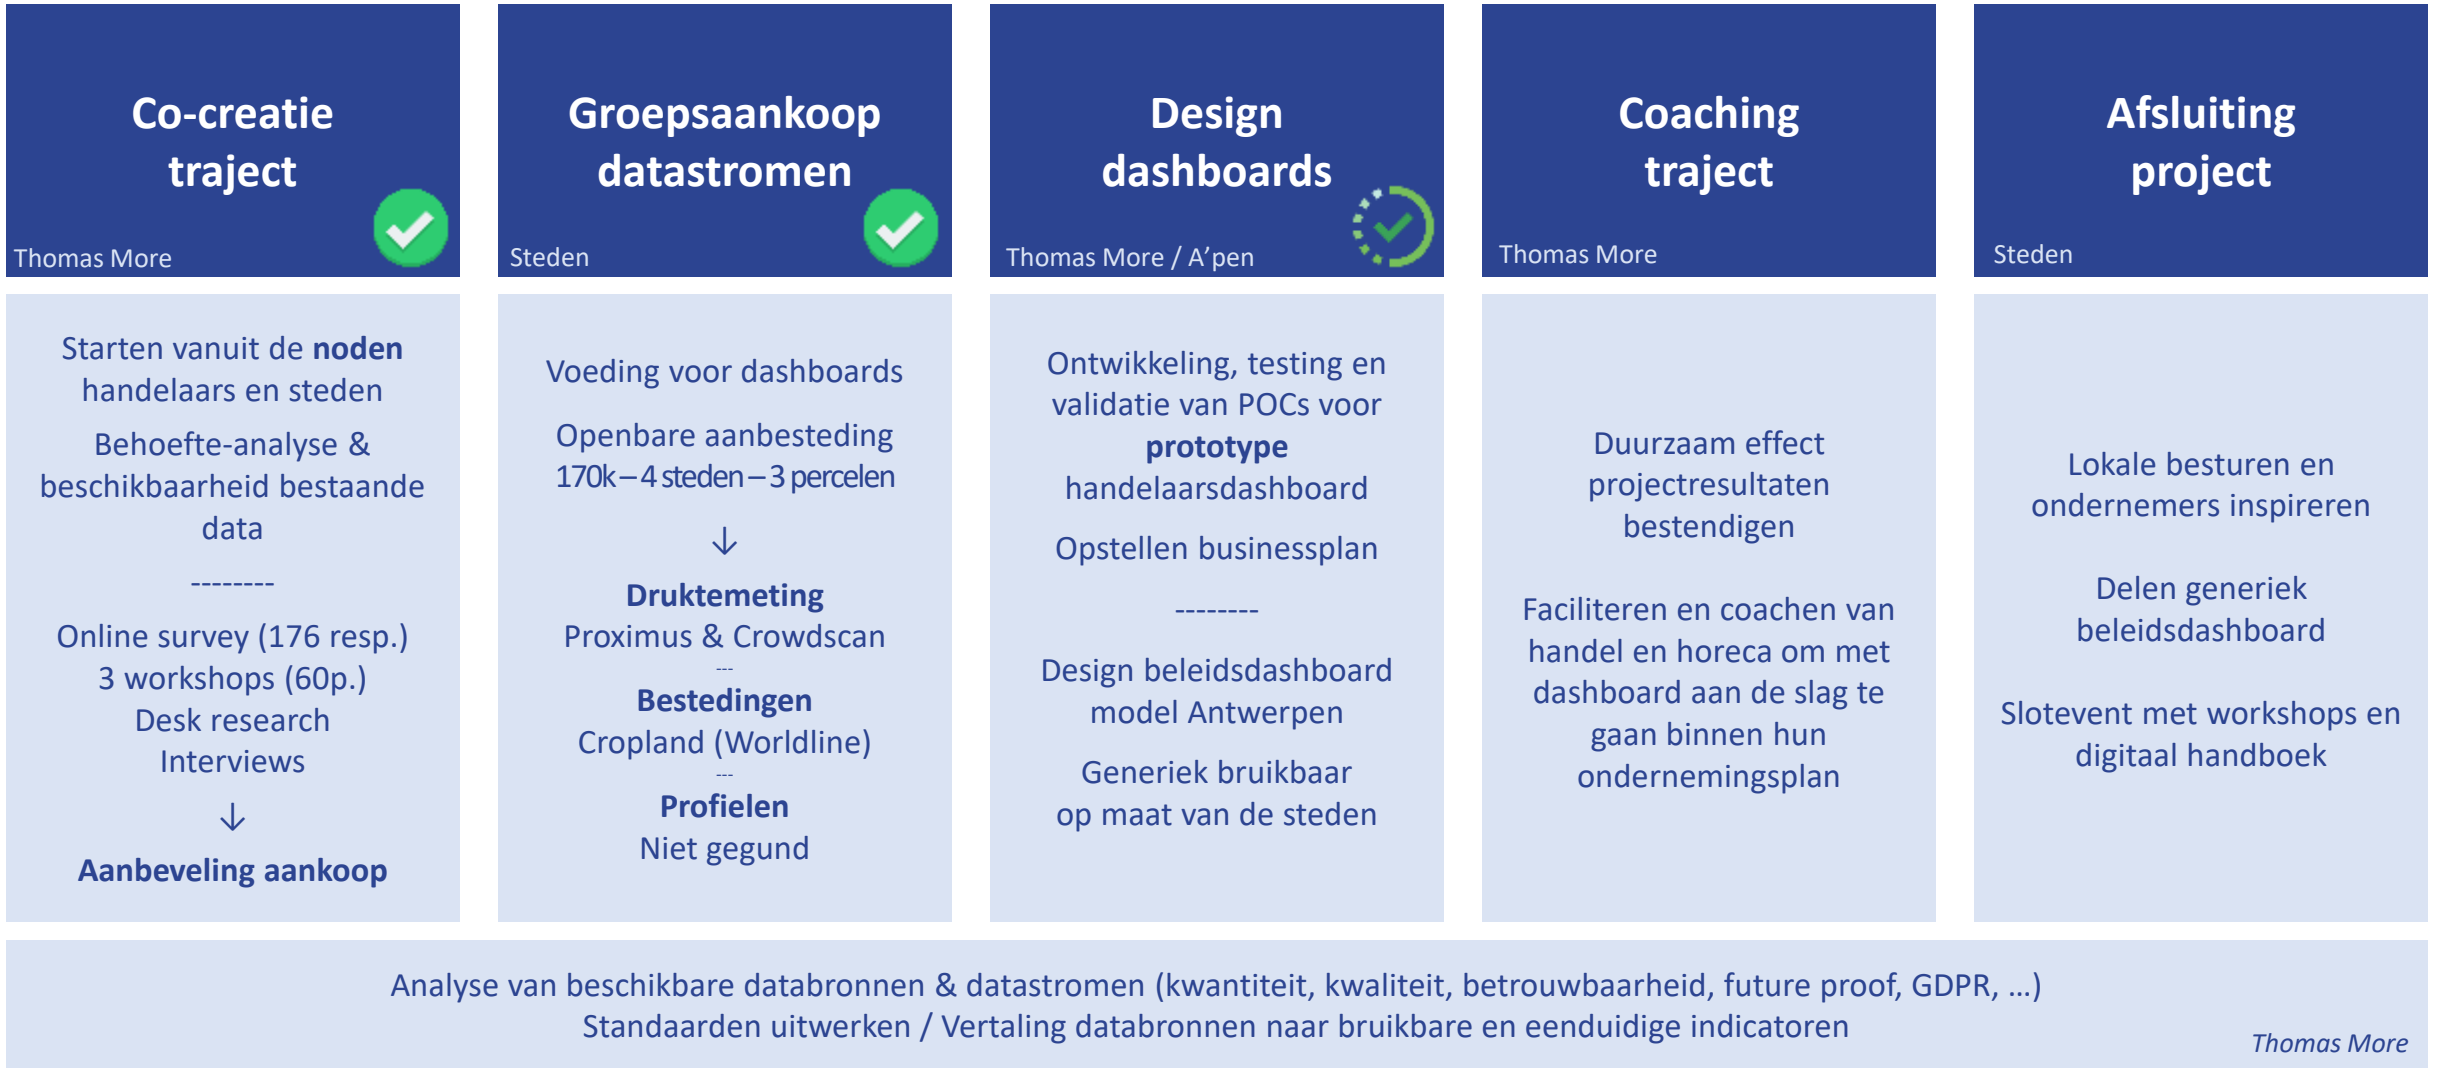 Co-creatie
traject
Thomas More
Groepsaankoop
datastromen
Steden
Design
dashboards
Thomas More / A'pen
Coaching
traject
Thomas More
Afsluiting
project
Steden
Starten vanuit de noden
handelaars en steden
Behoefte-analyse &
beschikbaarheid bestaande
data
--------
Online survey (176 resp.)
3 workshops (60p.)
Desk research
Interviews
↓
Aanbeveling aankoop
Voeding voor dashboards
Openbare aanbesteding
170k – 4 steden – 3 percelen
↓
Druktemeting
Proximus & Crowdscan
---
Bestedingen
Cropland (Worldline)
---
Profielen
Niet gegund
Ontwikkeling, testing en
validatie van POCs voor
prototype
handelaarsdashboard
Opstellen businessplan
--------
Design beleidsdashboard
model Antwerpen
Generiek bruikbaar
op maat van de steden
Duurzaam effect
projectresultaten
bestendigen
Faciliteren en coachen van
handel en horeca om met
dashboard aan de slag te
gaan binnen hun
ondernemingsplan
Lokale besturen en
ondernemers inspireren
Delen generiek
beleidsdashboard
Slotevent met workshops en
digitaal handboek
Analyse van beschikbare databronnen & datastromen (kwantiteit, kwaliteit, betrouwbaarheid, future proof, GDPR, …)
Standaarden uitwerken / Vertaling databronnen naar bruikbare en eenduidige indicatoren
Thomas More